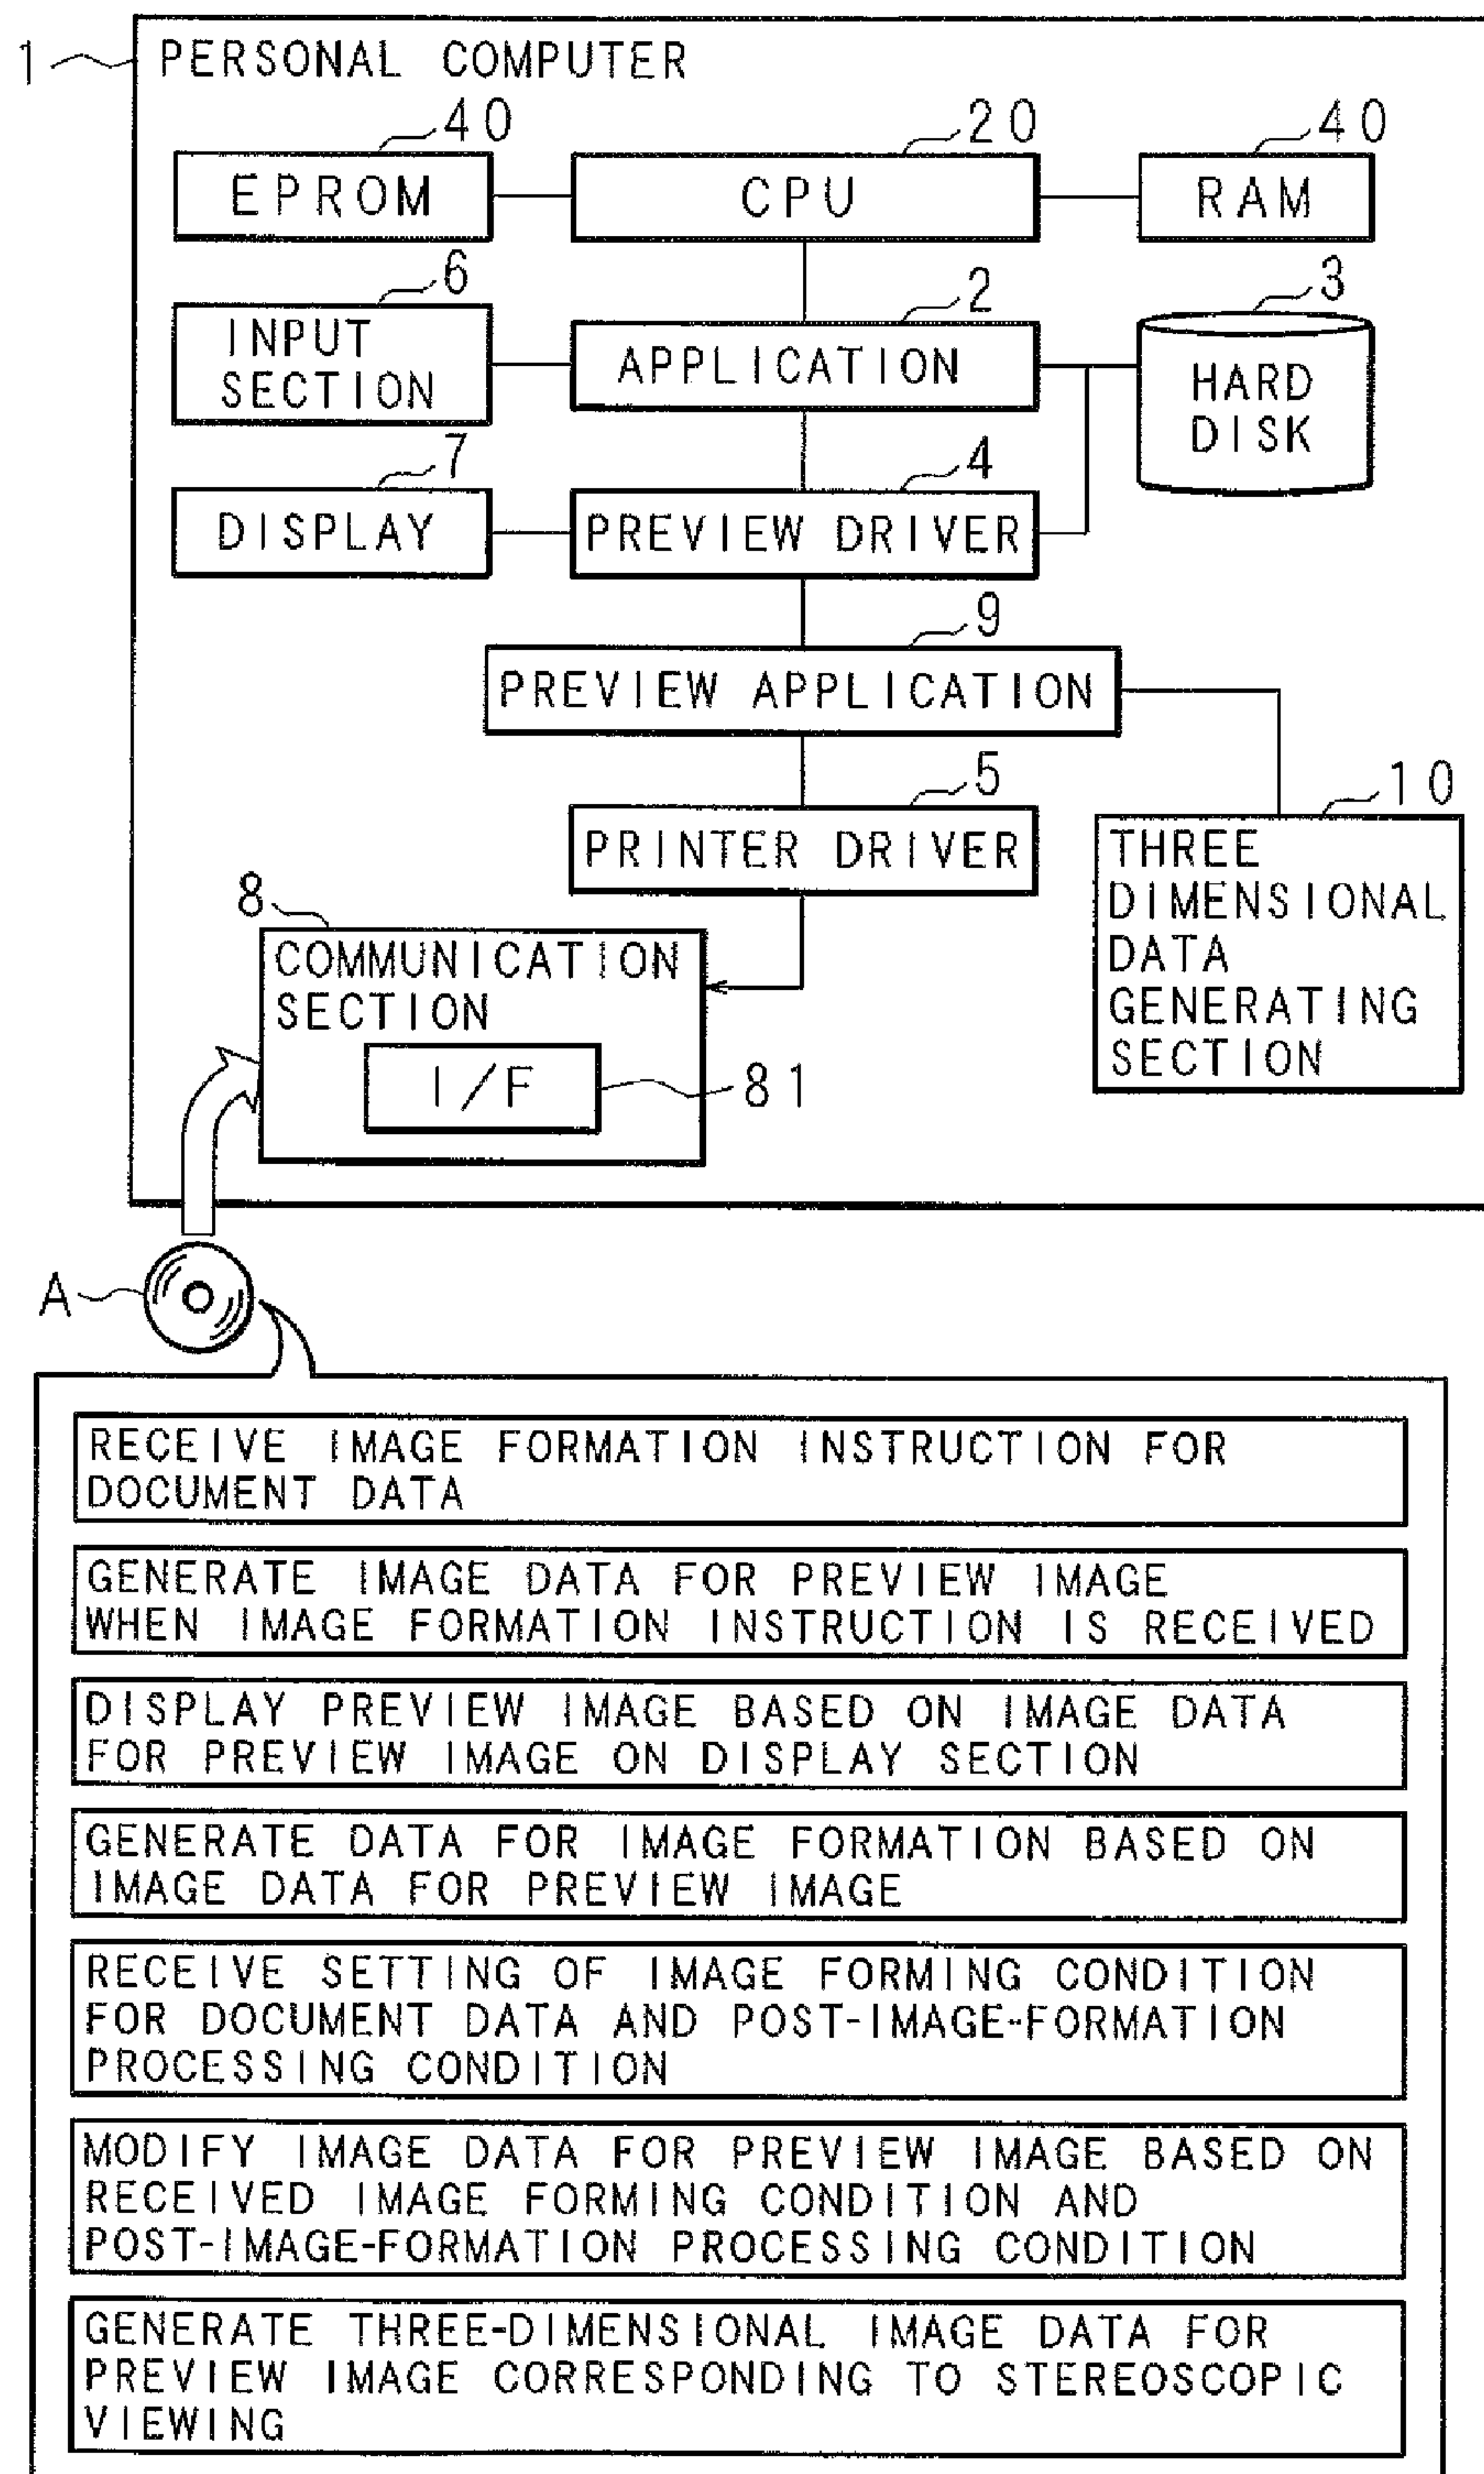 1
PERSONAL COMPUTER
40
20
40
EPROM
CPU
RAM
6
2
3
INPUT
SECTION
APPLICATION
HARD
DISK
7
4
DISPLAY
PREVIEW DRIVER
9
PREVIEW APPLICATION
5
10
PRINTER DRIVER
THREE
DIMENSIONAL
DATA
GENERATING
SECTION
8
COMMUNICATION
SECTION
I/F
81
A
RECEIVE IMAGE FORMATION INSTRUCTION FOR
DOCUMENT DATA
GENERATE IMAGE DATA FOR PREVIEW IMAGE
WHEN IMAGE FORMATION INSTRUCTION IS RECEIVED
DISPLAY PREVIEW IMAGE BASED ON IMAGE DATA
FOR PREVIEW IMAGE ON DISPLAY SECTION
GENERATE DATA FOR IMAGE FORMATION BASED ON
IMAGE DATA FOR PREVIEW IMAGE
RECEIVE SETTING OF IMAGE FORMING CONDITION
FOR DOCUMENT DATA AND POST-IMAGE-FORMATION
PROCESSING CONDITION
MODIFY IMAGE DATA FOR PREVIEW IMAGE BASED ON
RECEIVED IMAGE FORMING CONDITION AND
POST-IMAGE-FORMATION PROCESSING CONDITION
GENERATE THREE-DIMENSIONAL IMAGE DATA FOR
PREVIEW IMAGE CORRESPONDING TO STEREOSCOPIC
VIEWING